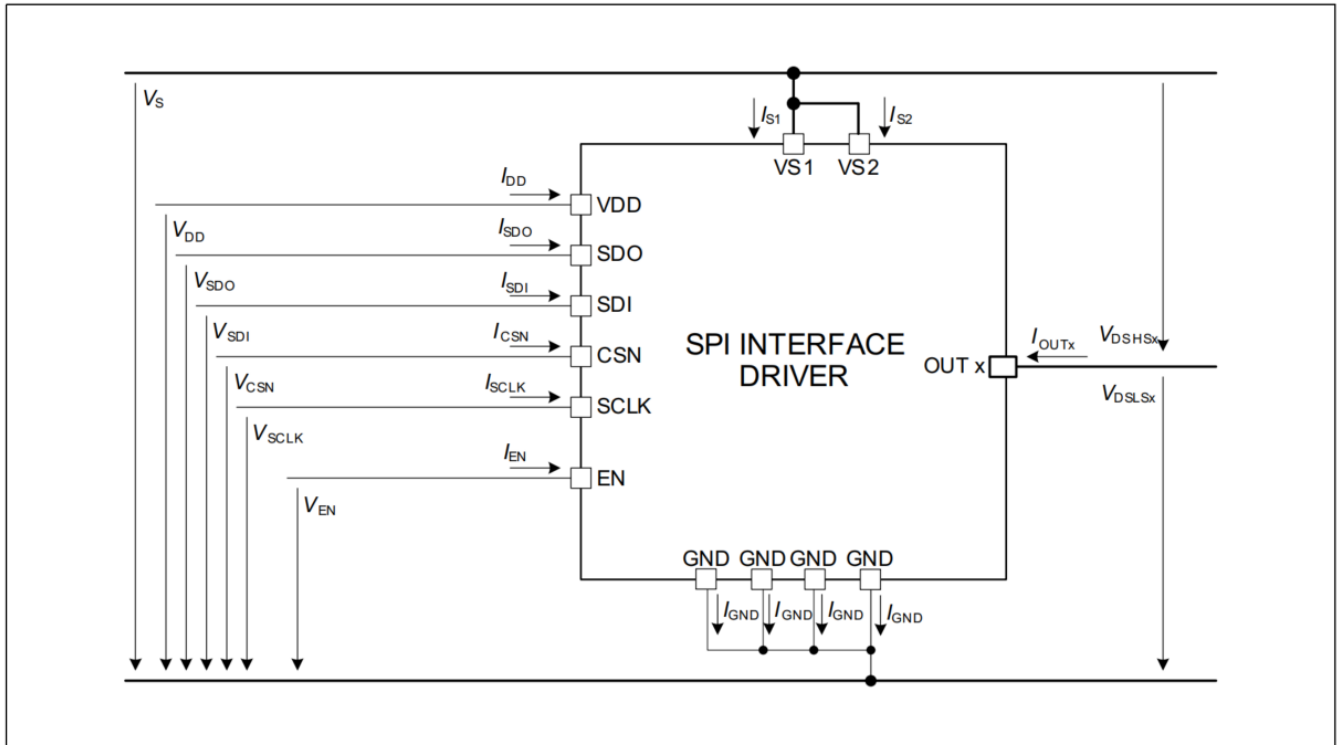 VS
IS1
IS2
VS1 VS2
IDD
VDD
VDD
ISDO
SDO
VSDO
ISDI
SDI
VSDI
ICSN
CSN
VCSN
ISCLK
SCLK
VSCLK
IEN
EN
VEN
SPI INTERFACE
DRIVER
OUT x
IOUTx
VDSHSx
VDSLSx
GND GND GND GND
IGND IGND IGND IGND